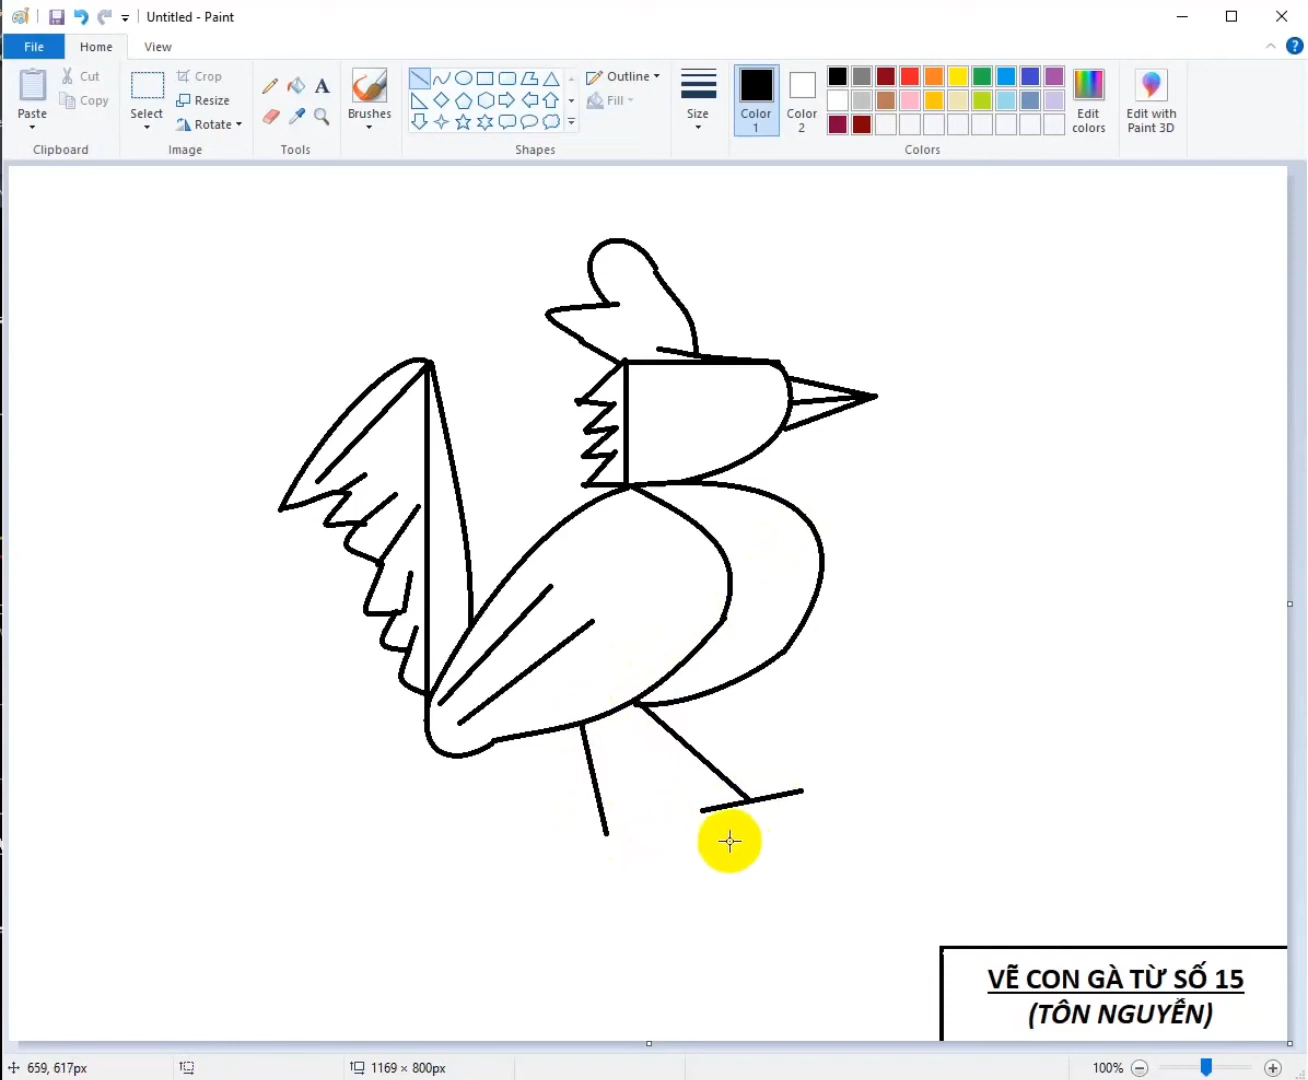 Untitled - Paint
File Home View
Cut
Copy
Paste
Clipboard
Crop
Resize
Rotate
Select
Image
A
Tools
Brushes
Outline
Fill
Shapes
Size
Color 1
Color 2
Edit colors
Colors
Edit with Paint 3D
VẼ CON GÀ TỪ SỐ 15
(TÔN NGUYỄN)
659, 617px
1169 × 800px
100%